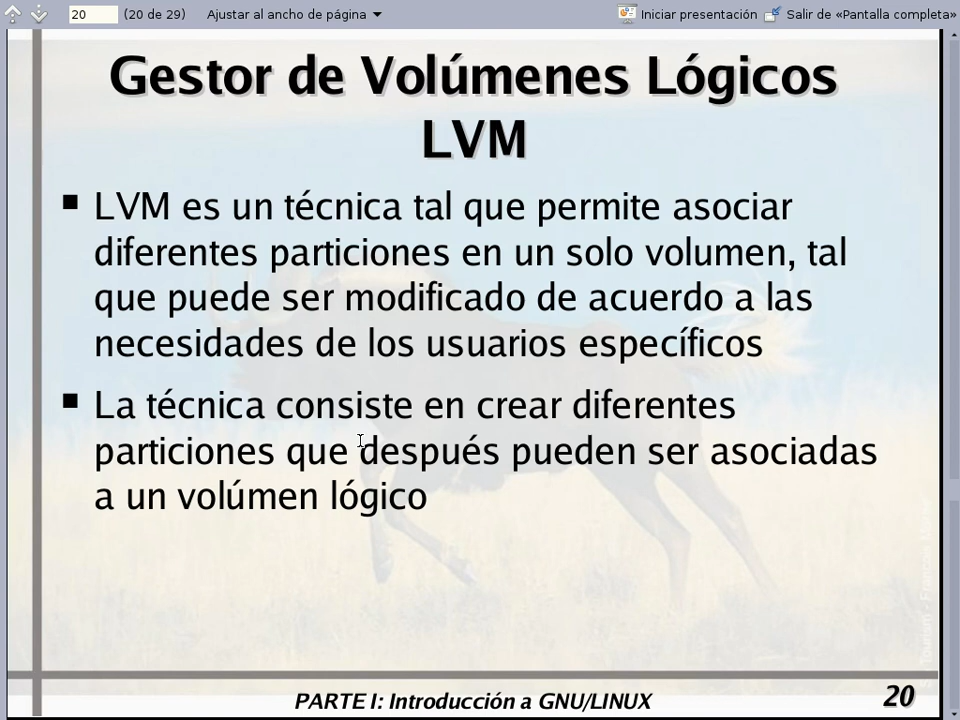 20 (20 de 29) Ajustar al ancho de página Iniciar presentación Salir de «Pantalla completa»
Gestor de Volúmenes Lógicos
LVM
LVM es un técnica tal que permite asociar
diferentes particiones en un solo volumen, tal
que puede ser modificado de acuerdo a las
necesidades de los usuarios específicos
La técnica consiste en crear diferentes
particiones que después pueden ser asociadas
a un volúmen lógico
PARTE I: Introducción a GNU/LINUX
20